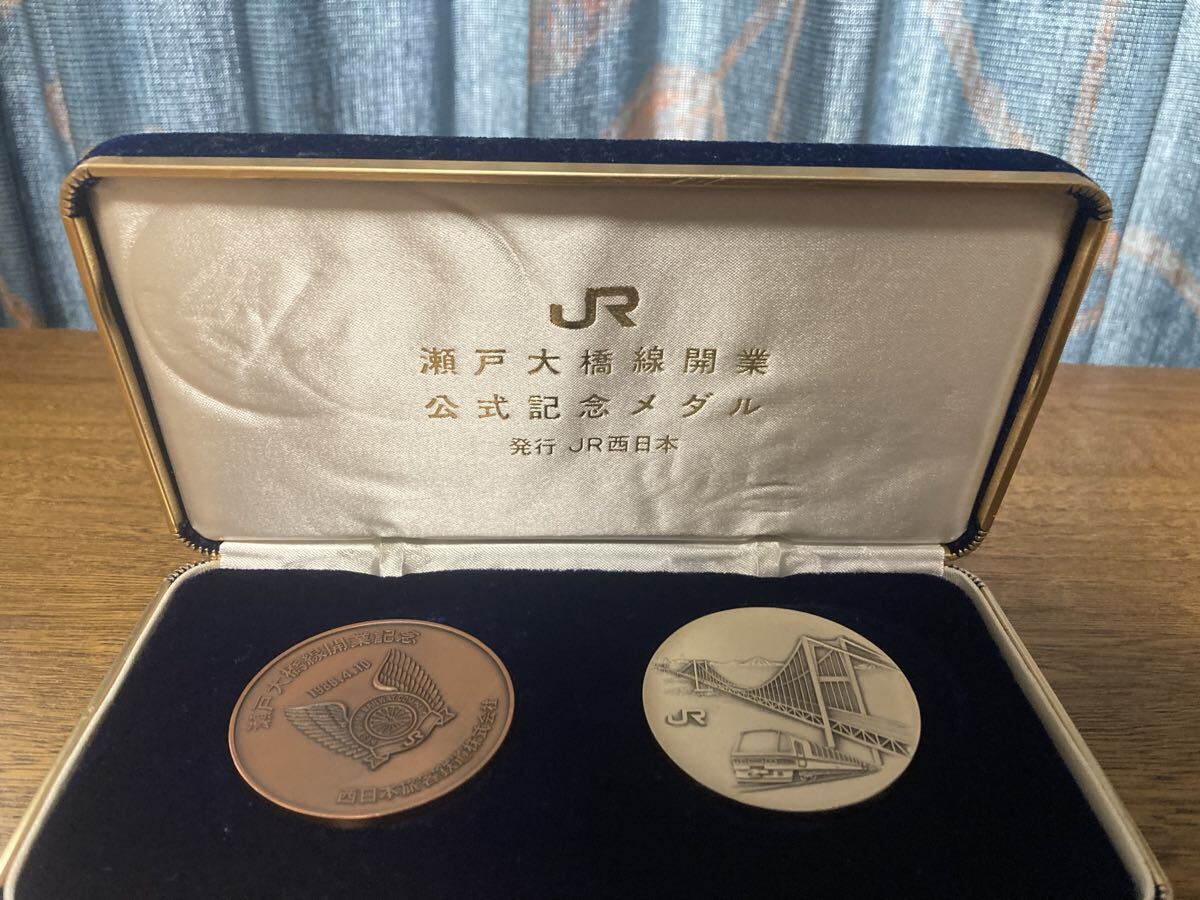 JR
瀬戸大橋線開業
公式記念メダル
発行 JR西日本
瀬戸大橋線開業記念
1988.4.10
JR
西日本旅客鉄道株式会社
JR